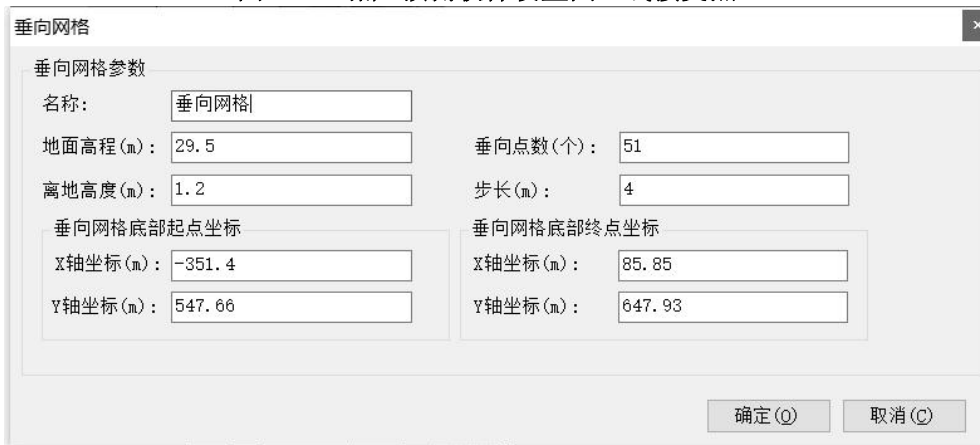 垂向网格
垂向网格参数
名称: 垂向网格
地面高程(m): 29.5 垂向点数(个): 51
离地高度(m): 1.2 步长(m): 4
垂向网格底部起点坐标 垂向网格底部终点坐标
X轴坐标(m): -351.4 X轴坐标(m): 85.85
Y轴坐标(m): 547.66 Y轴坐标(m): 647.93
确定(O) 取消(C)